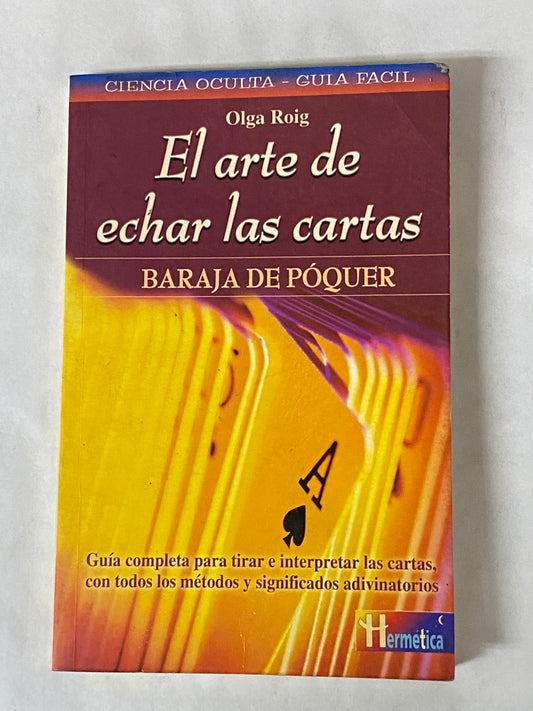 CIENCIA OCULTA - GUIA FACIL
Olga Roig
El arte de
echar las cartas
BARAJA DE PÓQUER
A
Guía completa para tirar e interpretar las cartas,
con todos los métodos y significados adivinatorios
Hermética